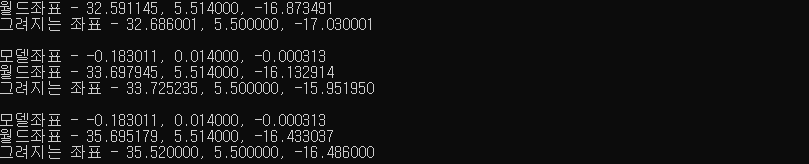 월드좌표 - 32.591145, 5.514000, -16.873491
그려지는 좌표 - 32.686001, 5.500000, -17.030001
모델좌표 - -0.183011, 0.014000, -0.000313
월드좌표 - 33.697945, 5.514000, -16.132914
그려지는 좌표 - 33.725235, 5.500000, -15.951950
모델좌표 - -0.183011, 0.014000, -0.000313
월드좌표 - 35.695179, 5.514000, -16.433037
그려지는 좌표 - 35.520000, 5.500000, -16.486000